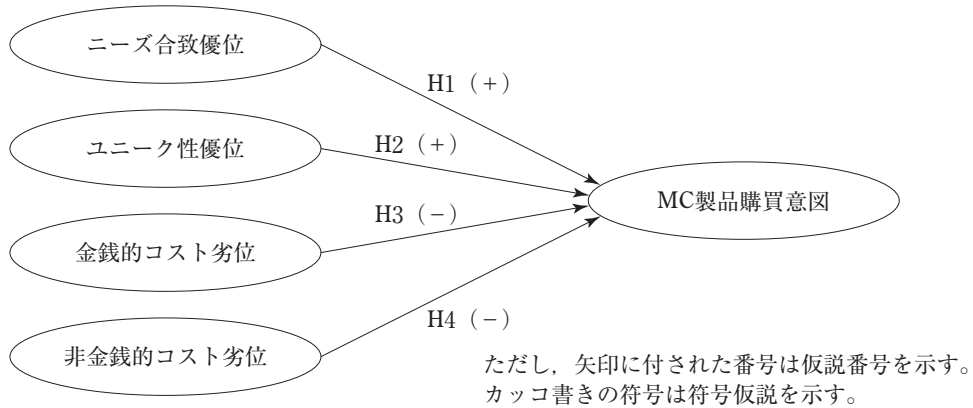 ニーズ合致優位
H1（+）
ユニーク性優位
H2（+）
MC製品購買意図
H3（−）
金銭的コスト劣位
H4（−）
非金銭的コスト劣位
ただし，矢印に付された番号は仮説番号を示す。
カッコ書きの符号は符号仮説を示す。